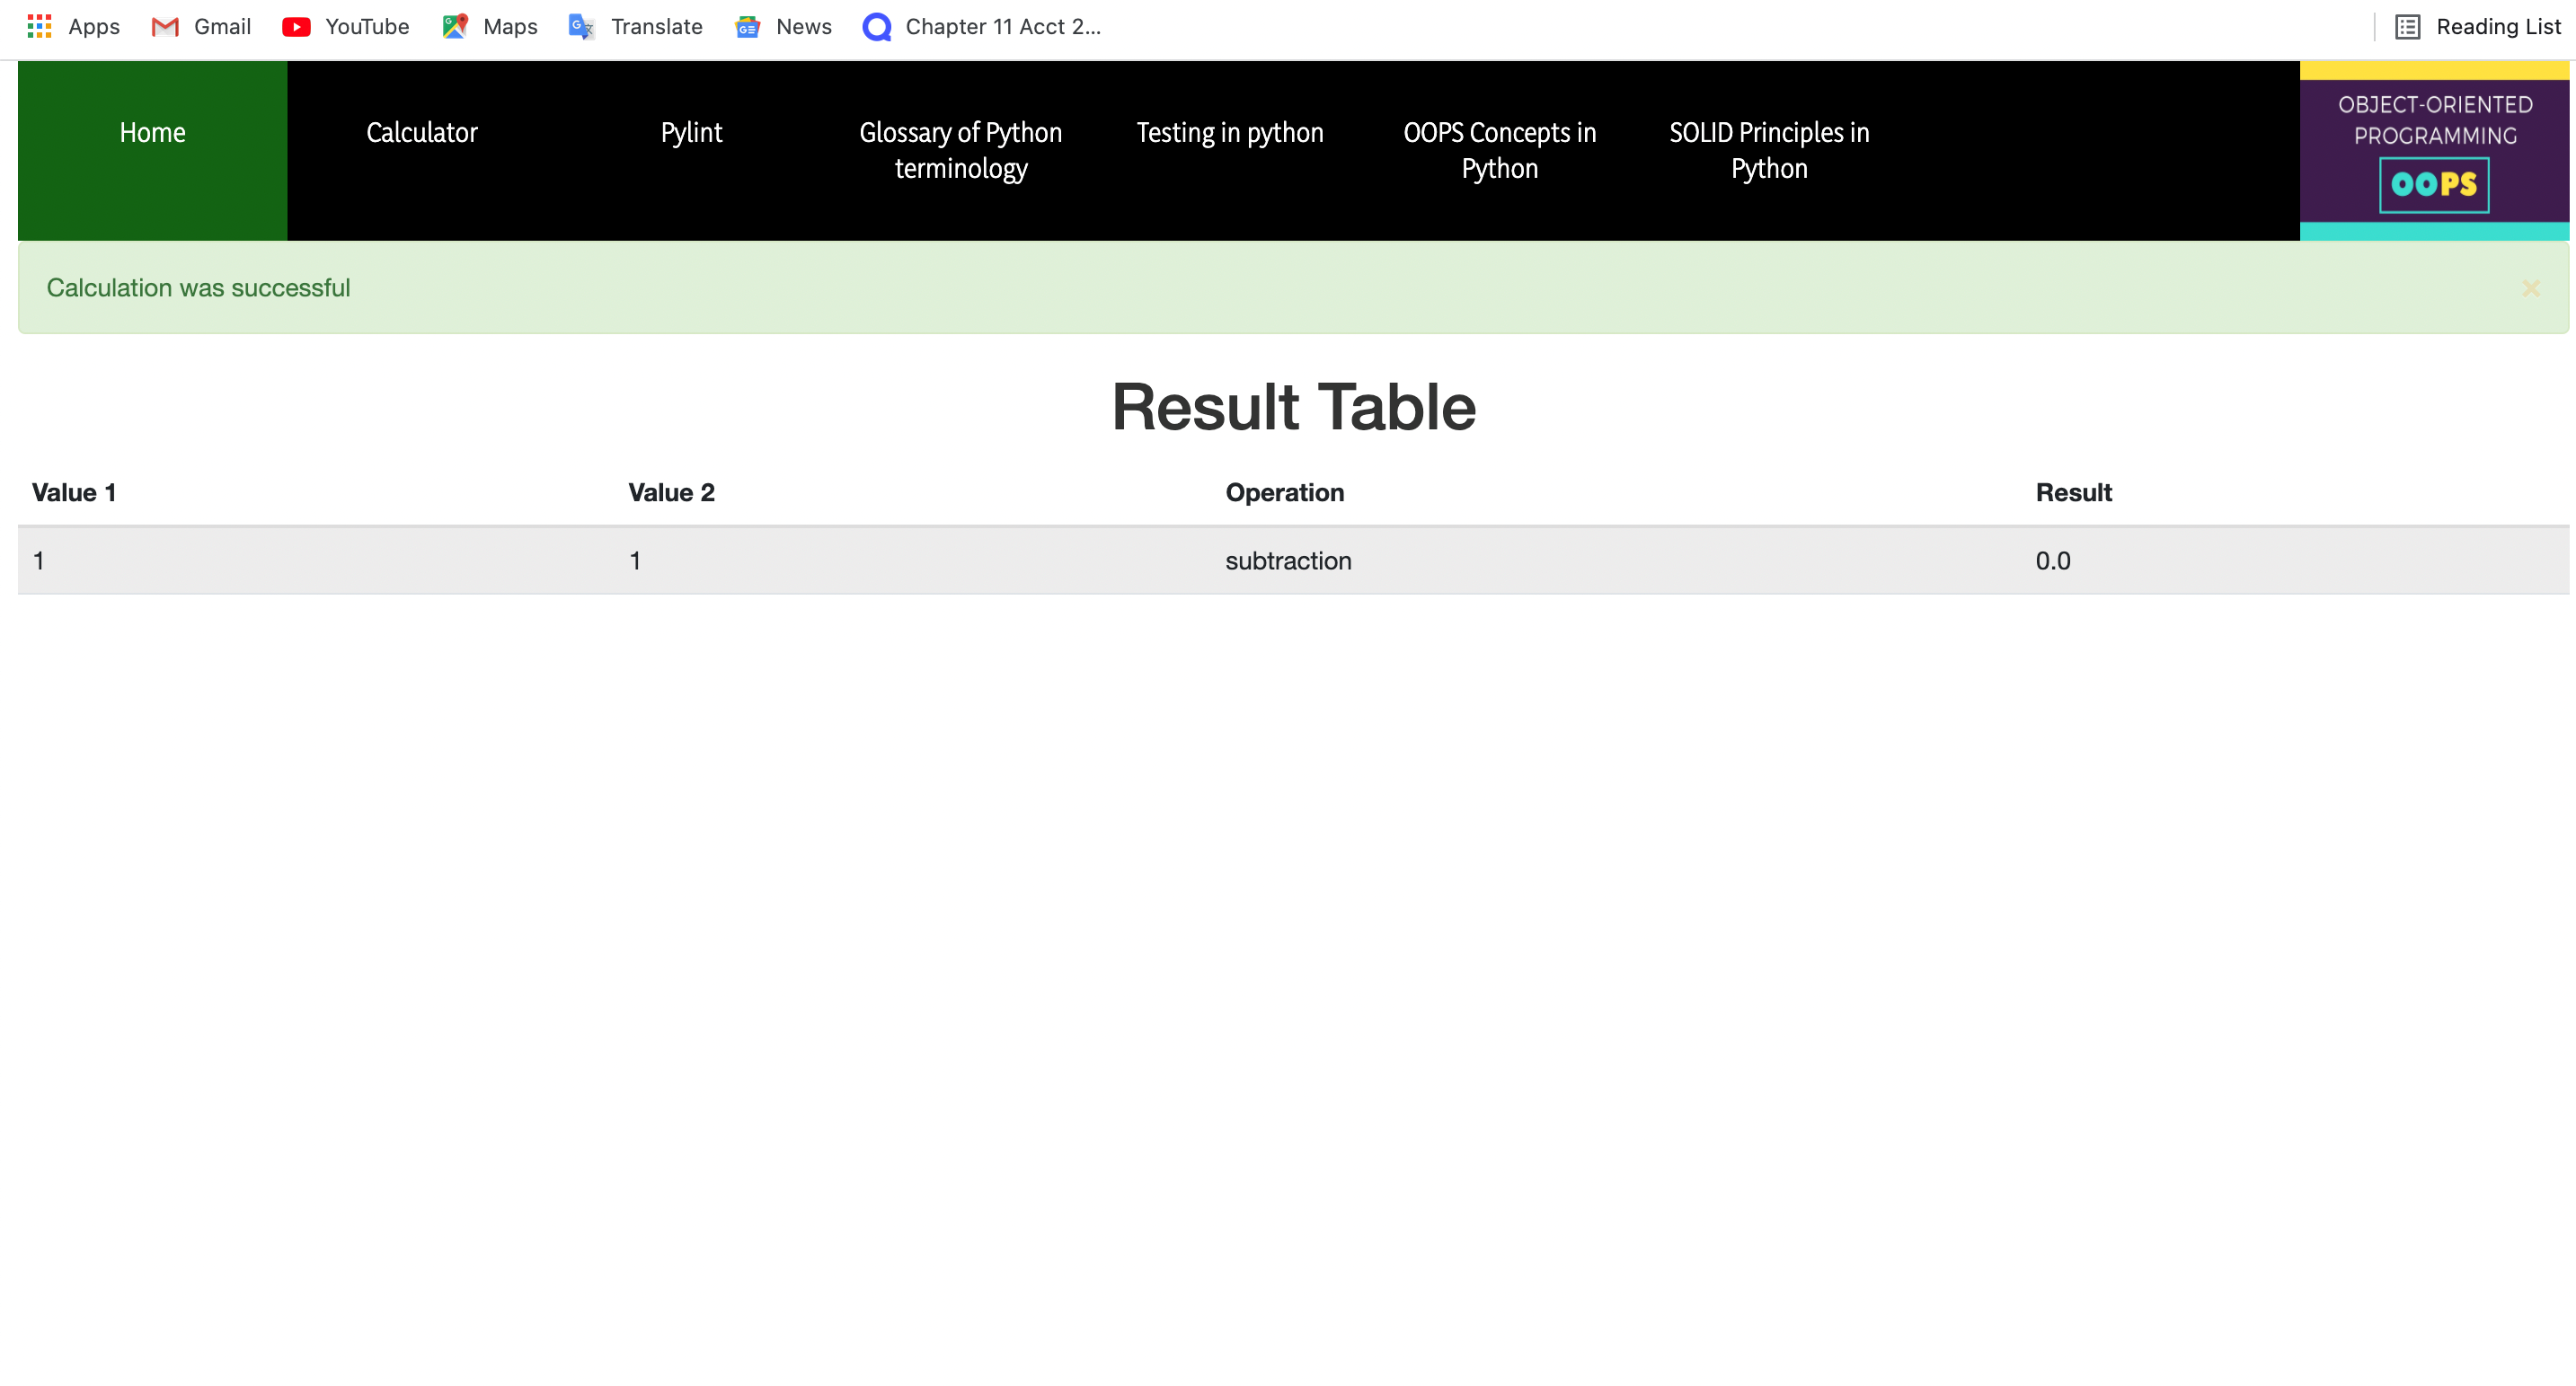 Apps Gmail YouTube Maps Translate News Chapter 11 Acct 2... Reading List
Home Calculator Pylint Glossary of Python terminology Testing in python OOPS Concepts in Python SOLID Principles in Python
OBJECT-ORIENTED
PROGRAMMING
OOPS
Calculation was successful ×
Result Table
Value 1 Value 2 Operation Result
1 1 subtraction 0.0